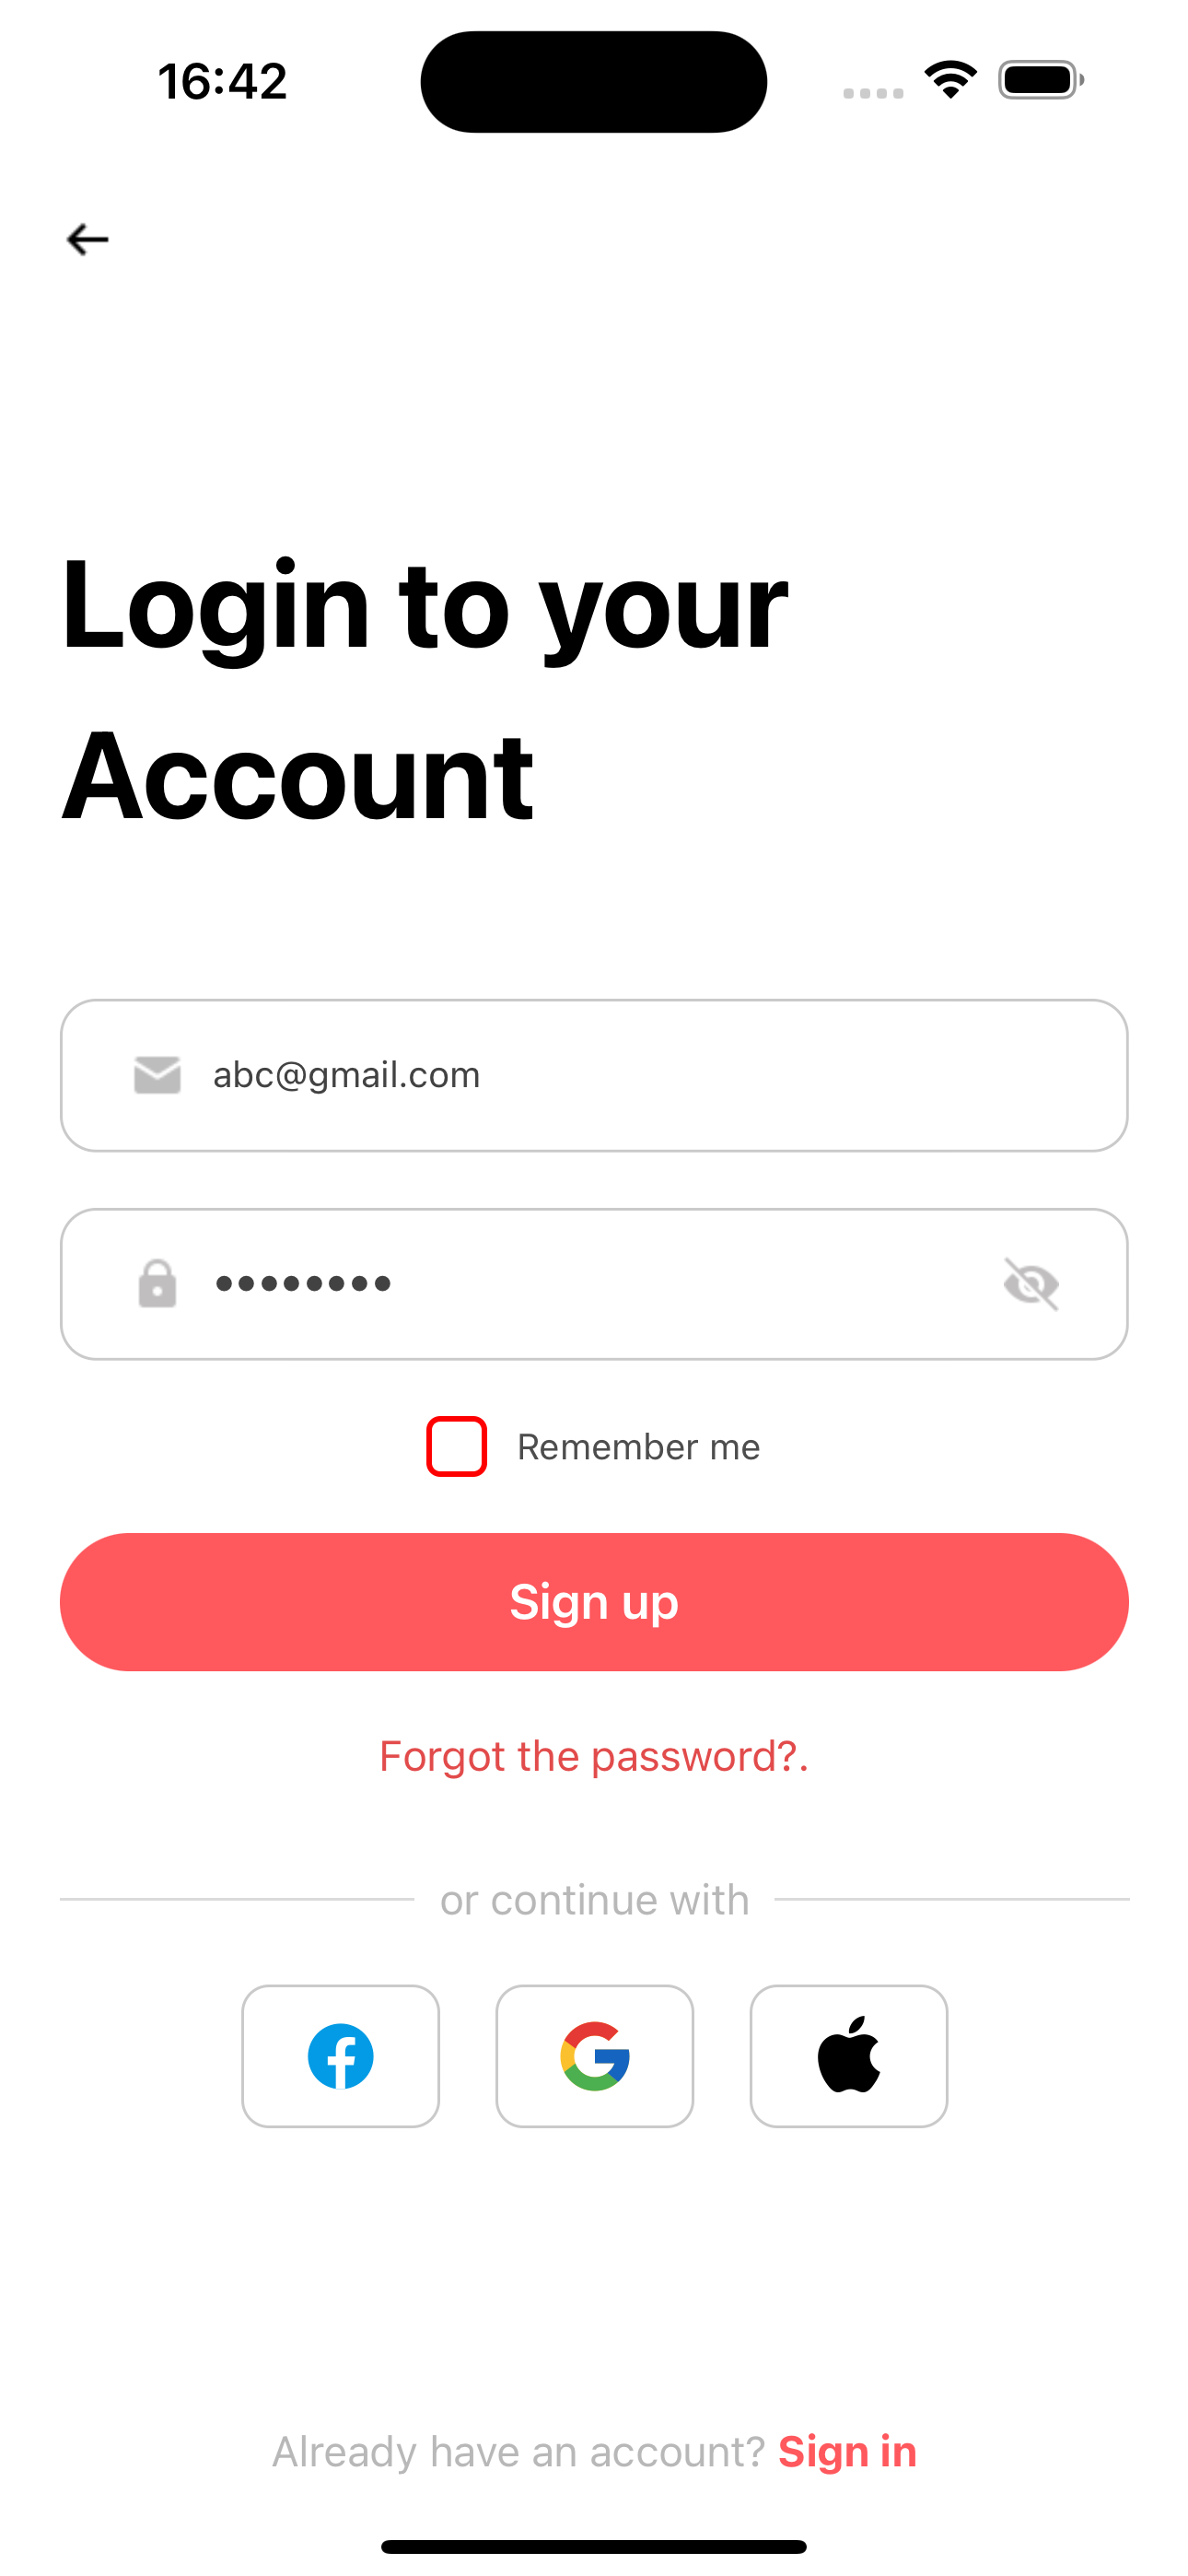 16:42
Login to your
Account
abc@gmail.com
••••••••
Remember me
Sign up
Forgot the password?.
or continue with
Already have an account? Sign in